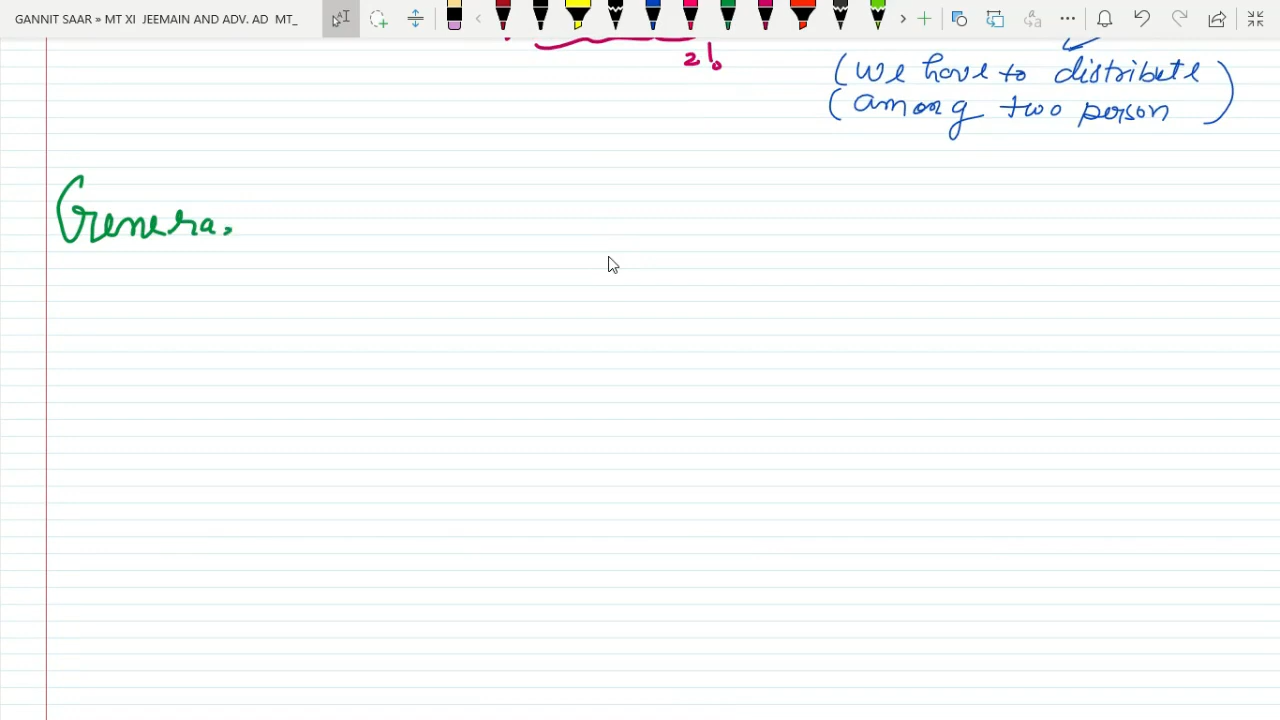 GANNIT SAAR » MT XI JEEMAIN AND ADV. AD MT_
2!
(We have to distribute)
(among two person)
Genera.